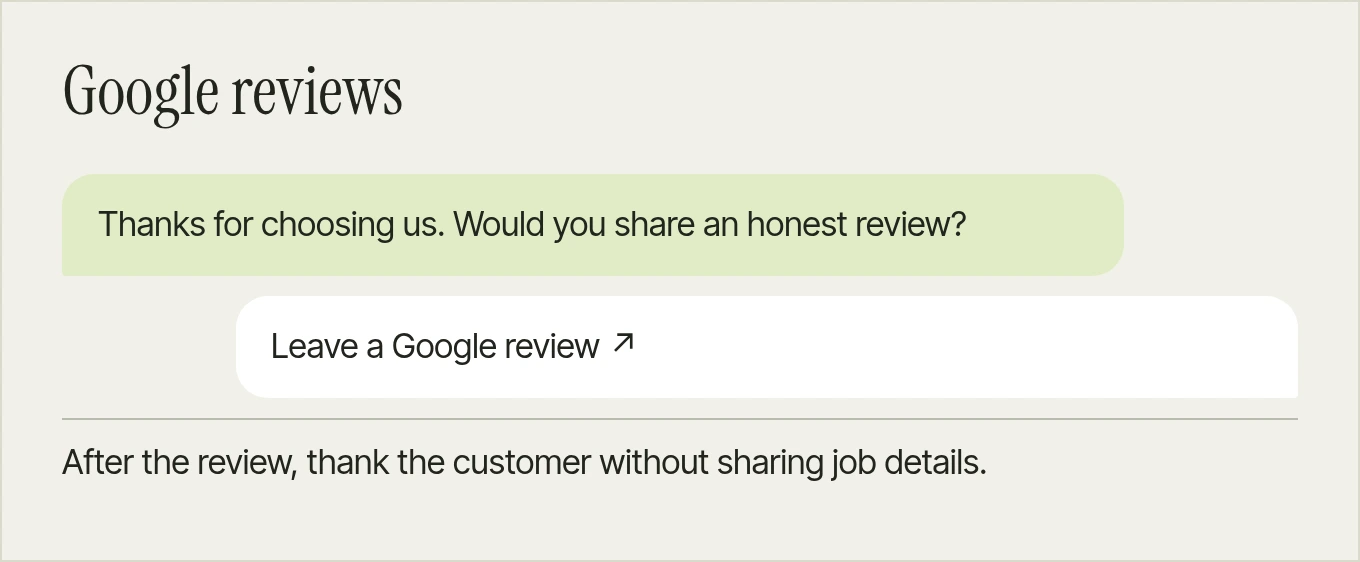 Google reviews
Thanks for choosing us. Would you share an honest review?
Leave a Google review ↗
After the review, thank the customer without sharing job details.